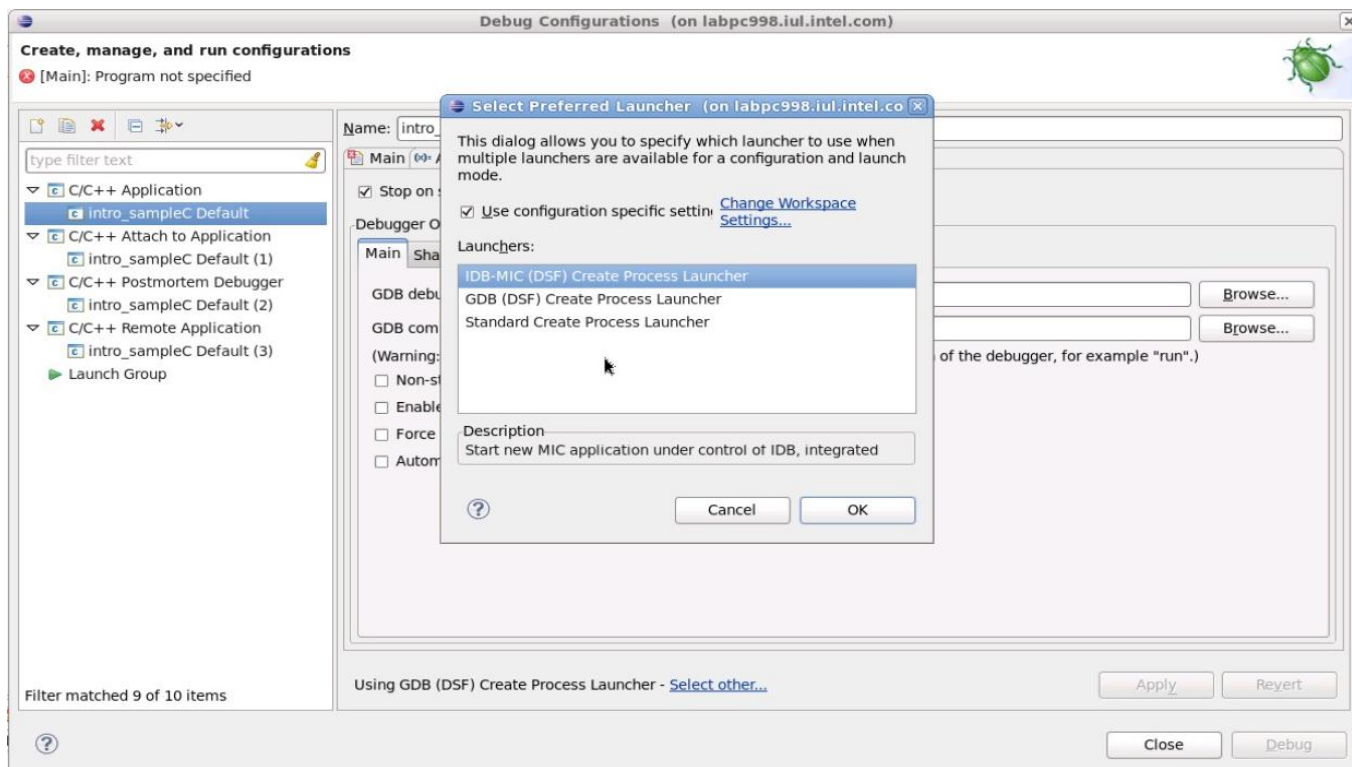 Debug Configurations (on labpc998.iul.intel.com)
Create, manage, and run configurations
[Main]: Program not specified
type filter text
C/C++ Application
intro_sampleC Default
C/C++ Attach to Application
intro_sampleC Default (1)
C/C++ Postmortem Debugger
intro_sampleC Default (2)
C/C++ Remote Application
intro_sampleC Default (3)
Launch Group
Filter matched 9 of 10 items
Name: intro_
Main
Stop on
Debugger O
Main Sha
GDB debu
Browse...
GDB com
Browse...
(Warning: of the debugger, for example "run".)
Non-st
Enable
Force
Autom
Using GDB (DSF) Create Process Launcher - Select other...
Apply Revert
Close Debug
Select Preferred Launcher (on labpc998.iul.intel.co
This dialog allows you to specify which launcher to use when
multiple launchers are available for a configuration and launch
mode.
Use configuration specific settin
Change Workspace
Settings...
Launchers:
IDB-MIC (DSF) Create Process Launcher
GDB (DSF) Create Process Launcher
Standard Create Process Launcher
Description
Start new MIC application under control of IDB, integrated
Cancel OK